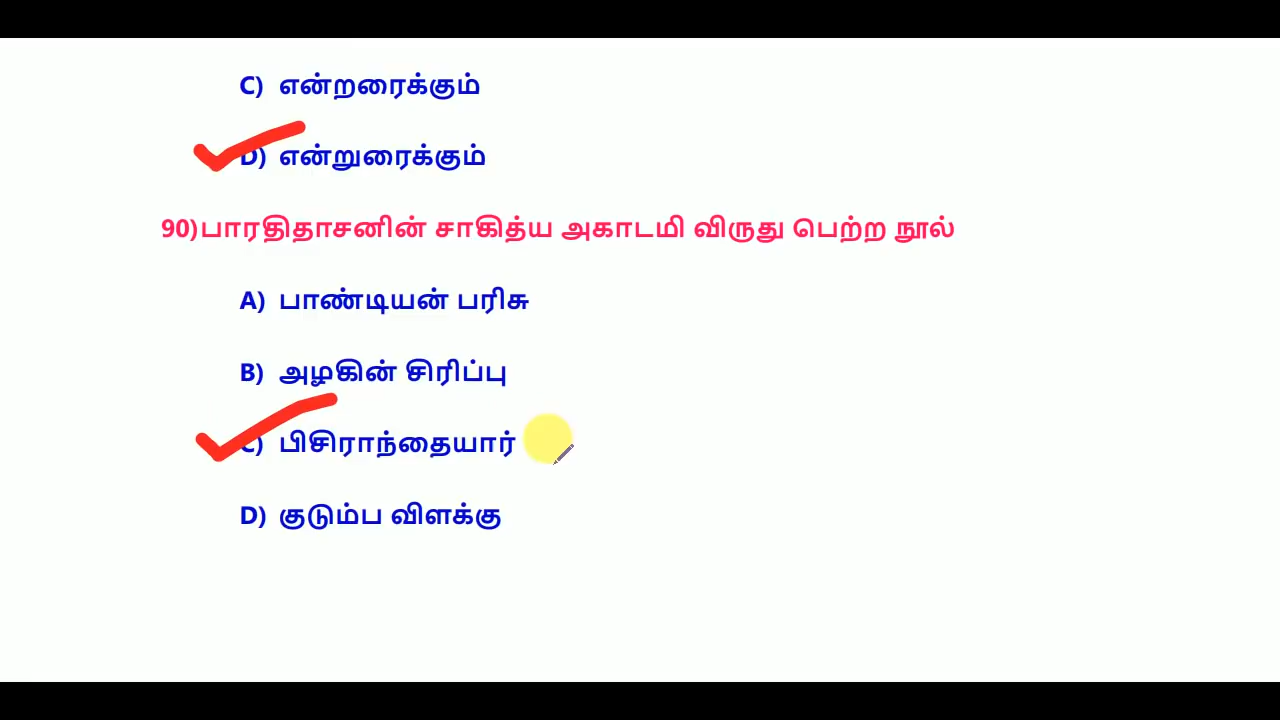 C) என்றரைக்கும்
D) என்றுரைக்கும்
90)பாரதிதாசனின் சாகித்ய அகாடமி விருது பெற்ற நூல்
A) பாண்டியன் பரிசு
B) அழகின் சிரிப்பு
C) பிசிராந்தையார்
D) குடும்ப விளக்கு